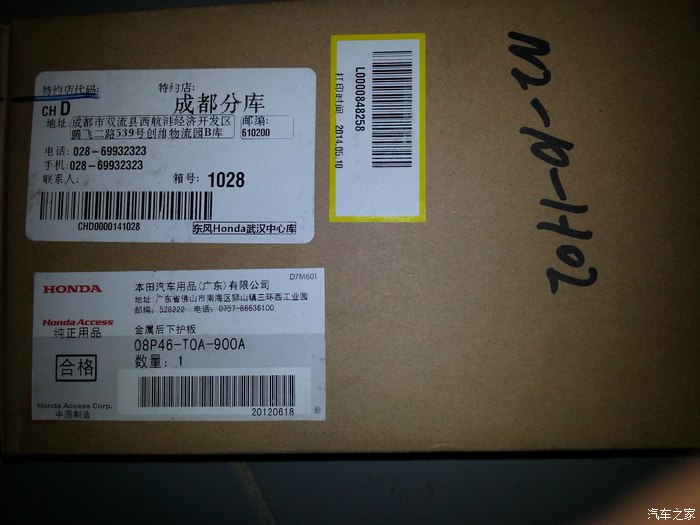 特约店代码:
CH D
特约店:
成都分库
地址:成都市双流县西航港经济开发区
腾飞二路539号创维物流园B库
邮编:
610200
电话: 028-69932323
手机:028-69932323
联系人:
箱号: 1028
CHD0000141028
东风Honda武汉中心库
L0000848258
打印时间 2014.05.10
HONDA
Honda Access
纯正用品
合格
Honda Access Corp.
中国制造
D7M601
本田汽车用品(广东)有限公司
地址:广东省佛山市南海区狮山镇三环西工业园
邮编: 528222 电话: 0757-86636100
金属后下护板
08P46-T0A-900A
数量: 1
20120618
汽车之家